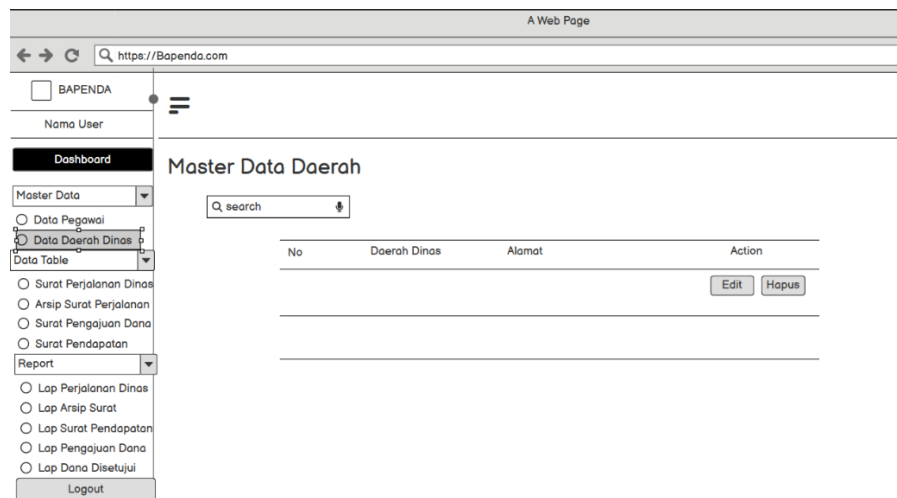 A Web Page
https://Bapenda.com
BAPENDA
Nama User
Dashboard
Master Data
Data Pegawai
Data Daerah Dinas
Data Table
Surat Perjalanan Dinas
Arsip Surat Perjalanan
Surat Pengajuan Dana
Surat Pendapatan
Report
Lap Perjalanan Dinas
Lap Arsip Surat
Lap Surat Pendapatan
Lap Pengajuan Dana
Lap Dana Disetujui
Logout
Master Data Daerah
search
No Daerah Dinas Alamat Action
Edit Hapus